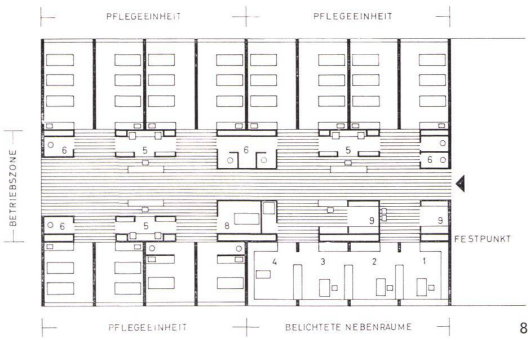 PFLEGEEINHEIT PFLEGEEINHEIT
BETRIEBSZONE
6 5 6 5 6
6 5 8 9 9
FESTPUNKT
4 3 2 1
PFLEGEEINHEIT BELICHTETE NEBENRÄUME
8